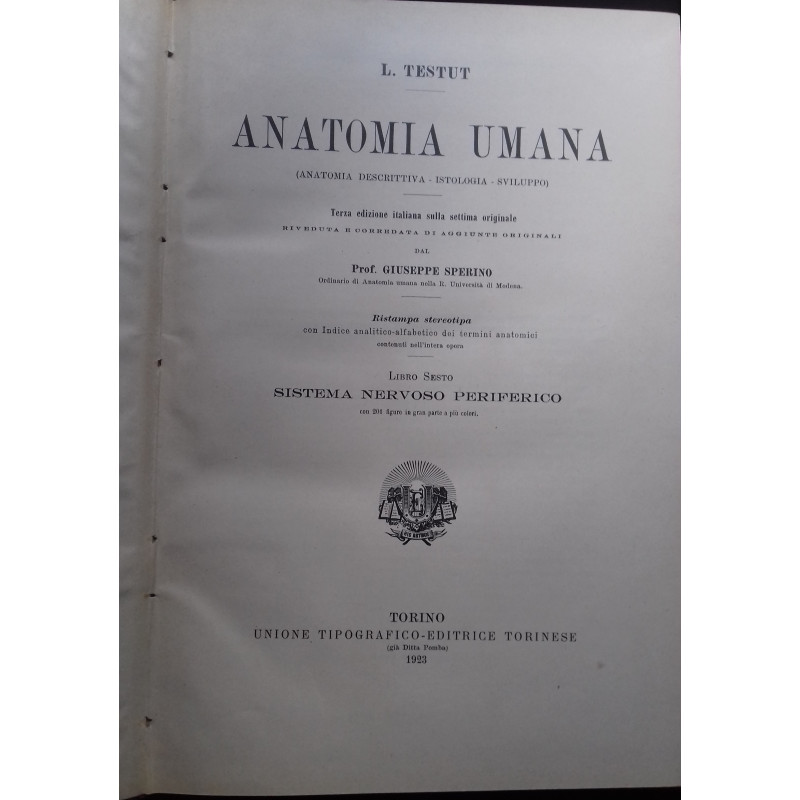 L. TESTUT
ANATOMIA UMANA
(ANATOMIA DESCRITTIVA - ISTOLOGIA - SVILUPPO)
Terza edizione italiana sulla settima originale
RIVEDUTA E CORREDATA DI AGGIUNTE ORIGINALI
DAL
Prof. GIUSEPPE SPERINO
Ordinario di Anatomia umana nella R. Università di Modena.
Ristampa stereotipa
con Indice analitico-alfabetico dei termini anatomici
contenuti nell'intera opera
LIBRO SESTO
SISTEMA NERVOSO PERIFERICO
con 203 figure in gran parte a più colori.
TORINO
UNIONE TIPOGRAFICO-EDITRICE TORINESE
(già Ditta Pomba)
1923